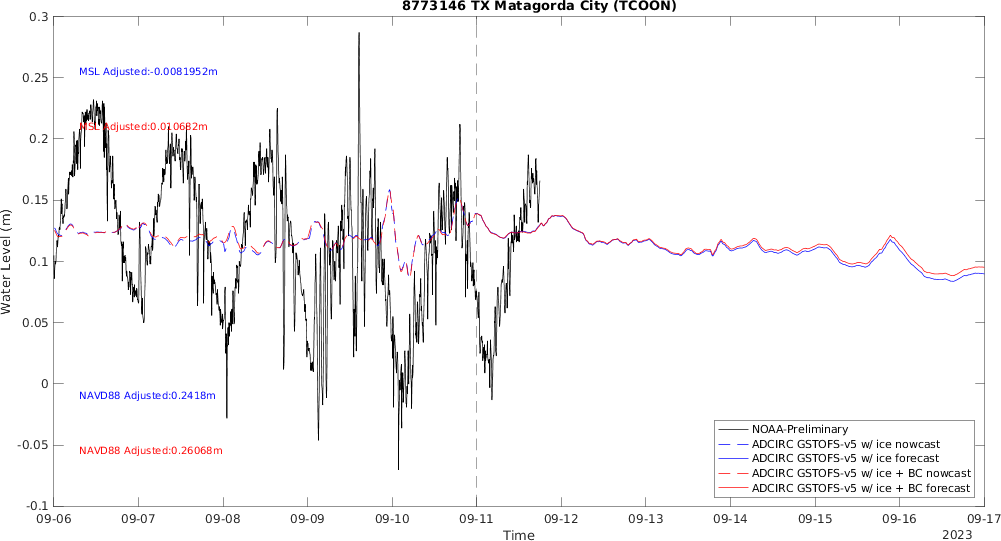 8773146 TX Matagorda City (TCOON)
0.3
0.25
0.2
0.15
0.1
0.05
0
-0.05
-0.1
Water Level (m)
MSL Adjusted:-0.0081952m
MSL Adjusted:0.010682m
NAVD88 Adjusted:0.2418m
NAVD88 Adjusted:0.26068m
NOAA-Preliminary
ADCIRC GSTOFS-v5 w/ ice nowcast
ADCIRC GSTOFS-v5 w/ ice forecast
ADCIRC GSTOFS-v5 w/ ice + BC nowcast
ADCIRC GSTOFS-v5 w/ ice + BC forecast
09-06 09-07 09-08 09-09 09-10 09-11 09-12 09-13 09-14 09-15 09-16 09-17
Time
2023